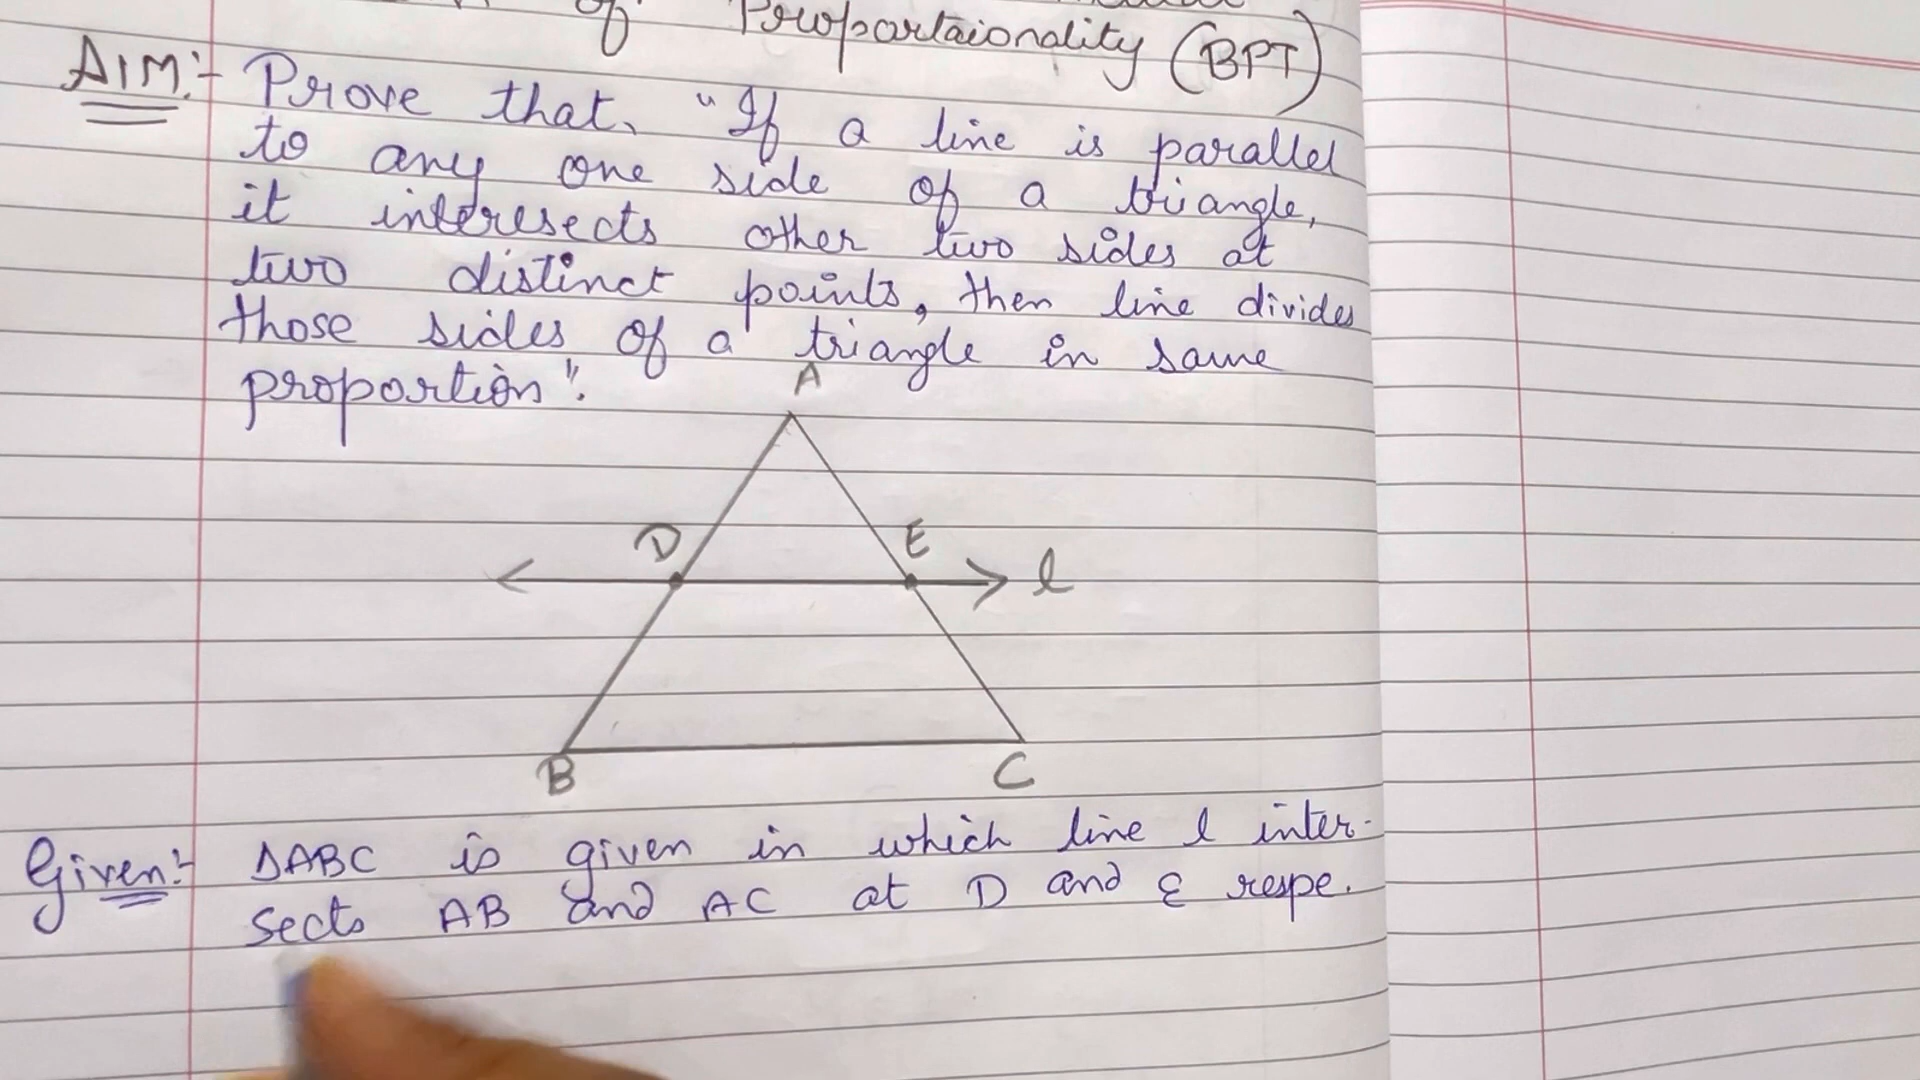 of Proportaionality (BPT)
AIM:- Prove that, "If a line is parallel
to any one side of a triangle,
it interesects other two sides at
two distinct points, then line divides
those sides of a triangle in same
proportion".
A
D E
l
B C
Given:- ΔABC is given in which line l inter-
sects AB and AC at D and E respe.